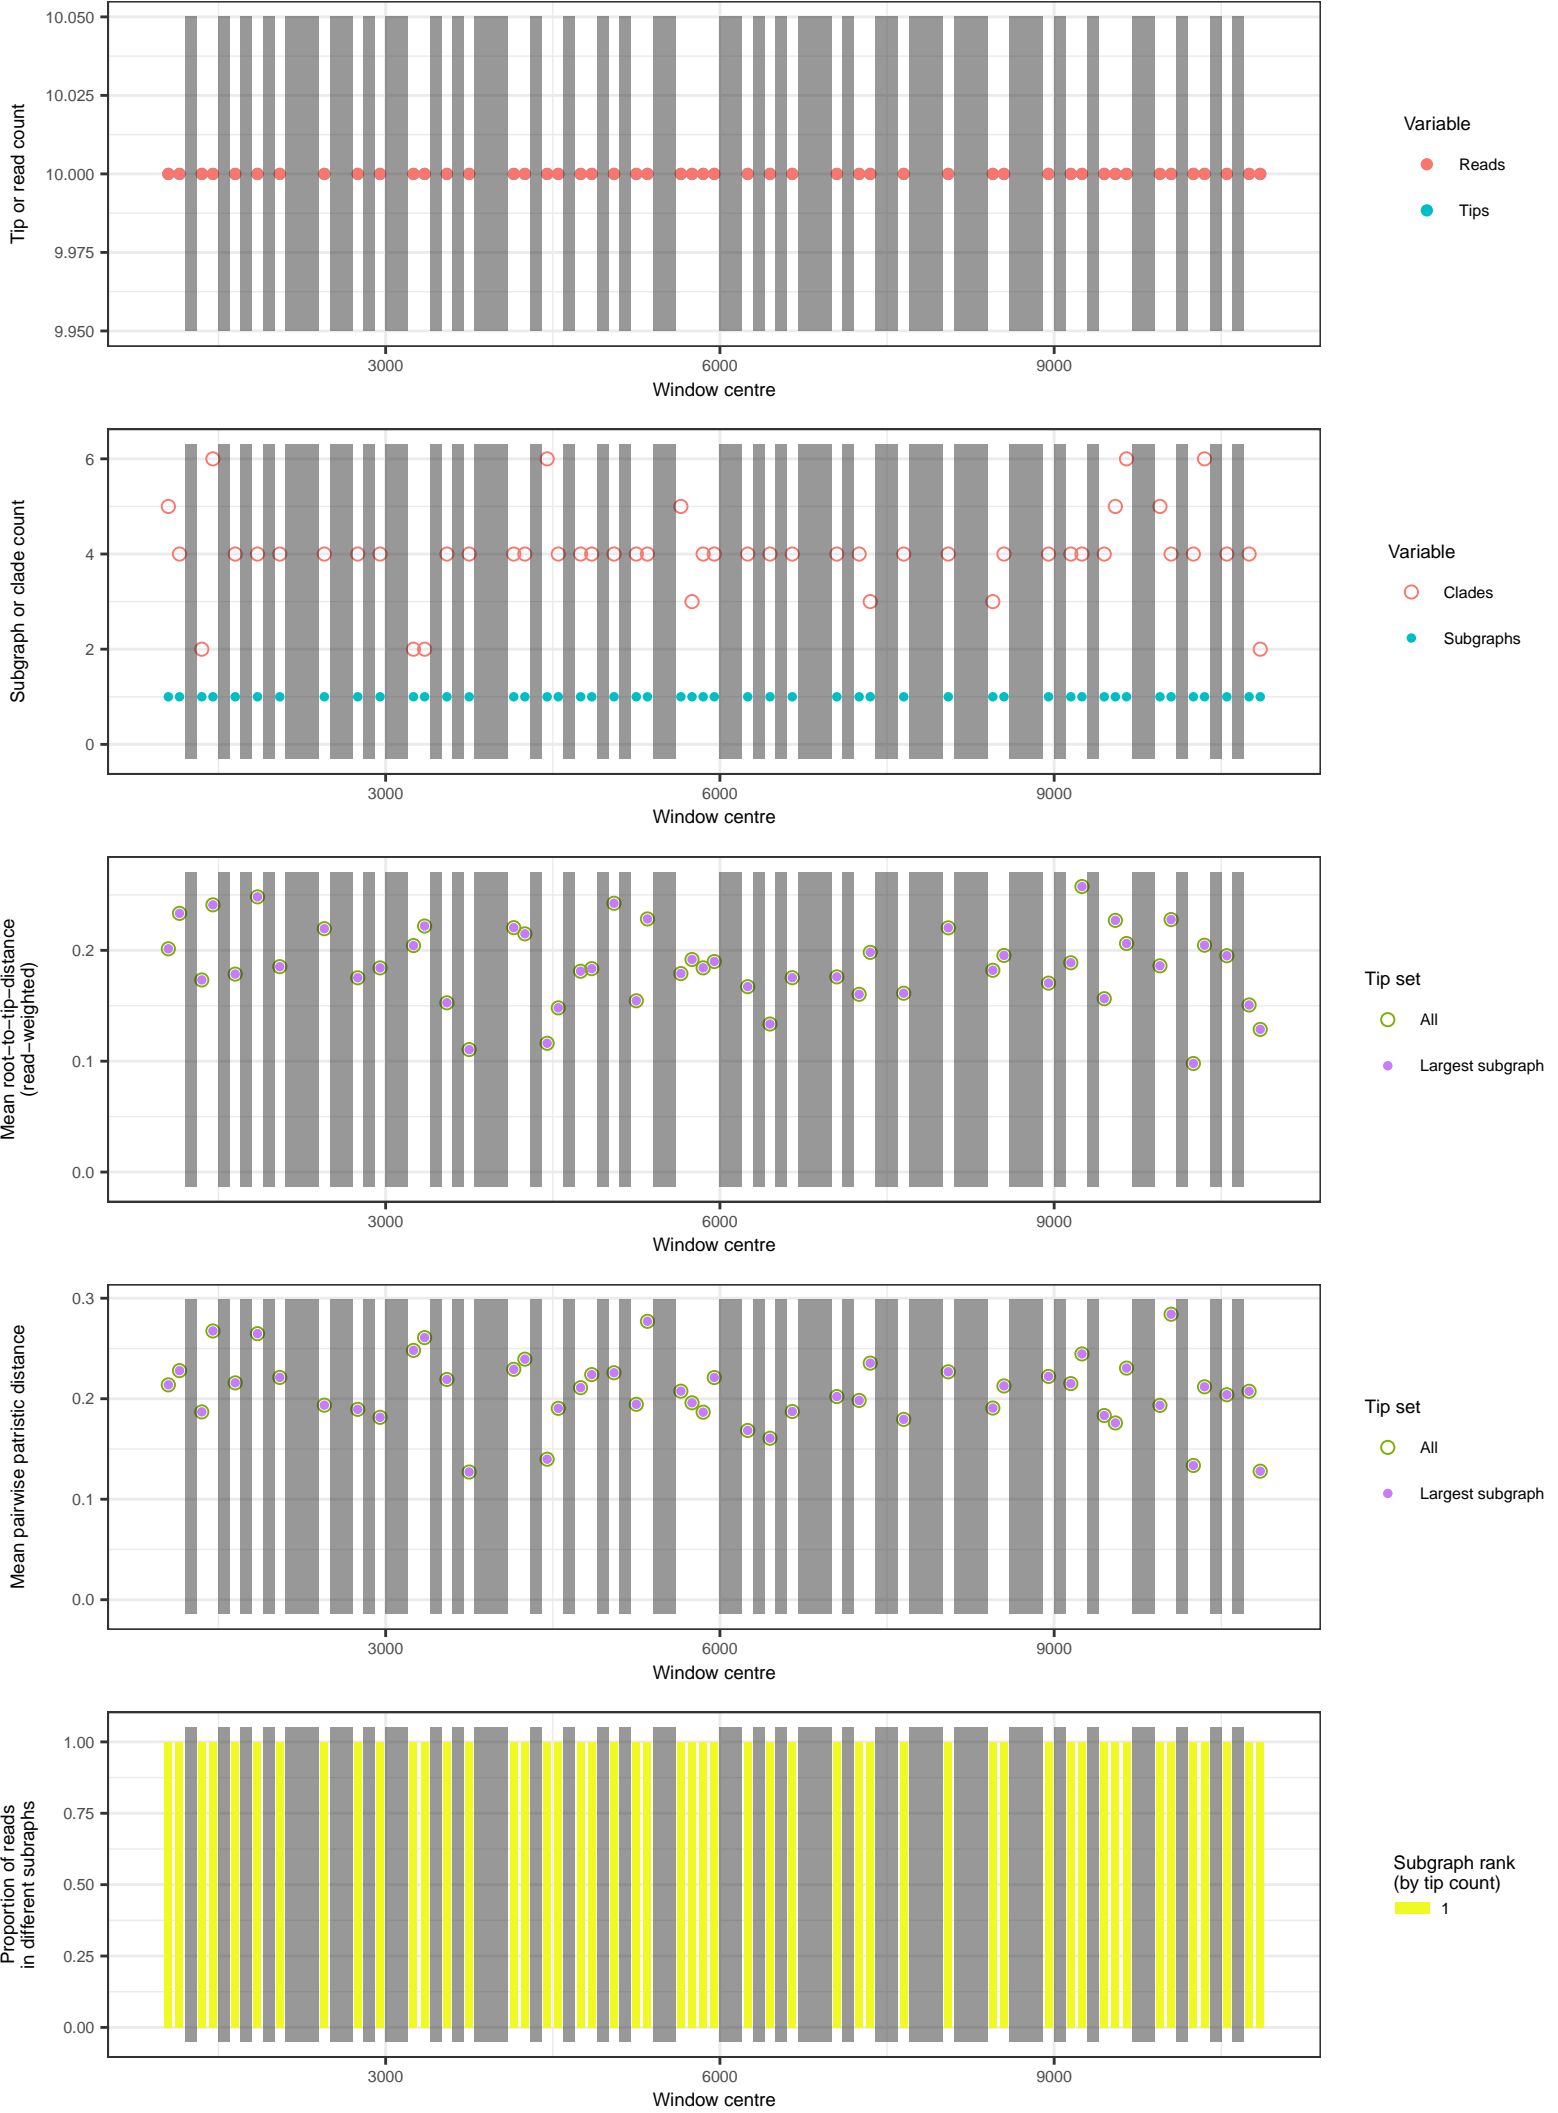 10.050
10.025
10.000
9.975
9.950
Tip or read count
3000
6000
9000
Window centre
Variable
Reads
Tips
6
4
2
0
Subgraph or clade count
3000
6000
9000
Window centre
Variable
Clades
Subgraphs
0.2
0.1
0.0
Mean root−to−tip−distance
(read−weighted)
3000
6000
9000
Window centre
Tip set
All
Largest subgraph
0.3
0.2
0.1
0.0
Mean pairwise patristic distance
3000
6000
9000
Window centre
Tip set
All
Largest subgraph
1.00
0.75
0.50
0.25
0.00
Proportion of reads
in different subraphs
3000
6000
9000
Window centre
Subgraph rank
(by tip count)
1